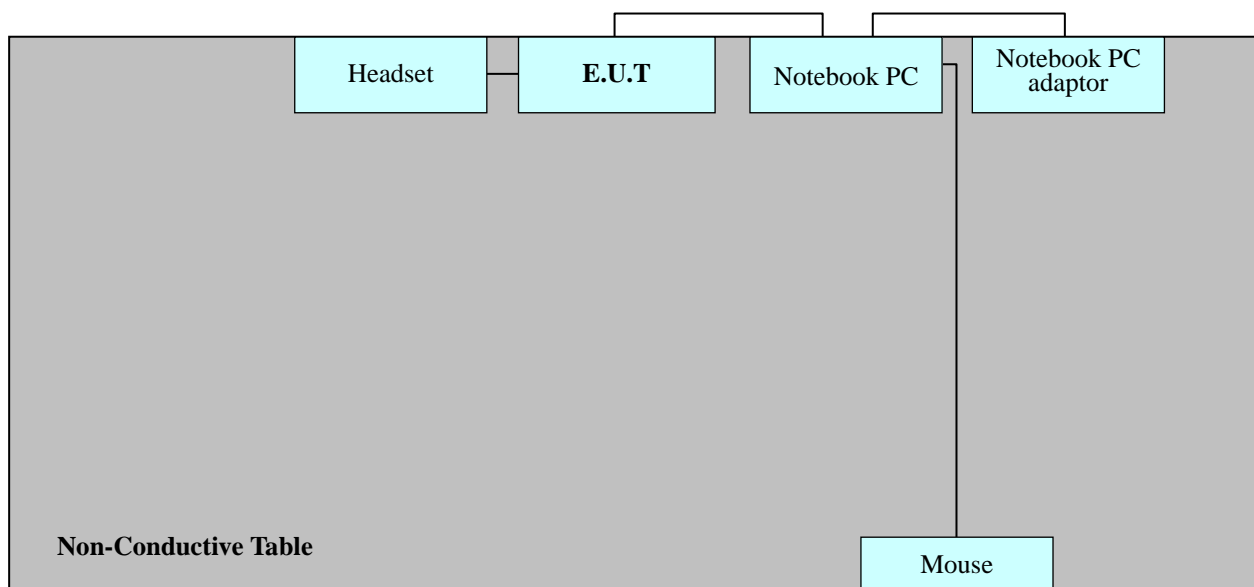 Headset
E.U.T
Notebook PC
Notebook PC
adaptor
Non-Conductive Table
Mouse